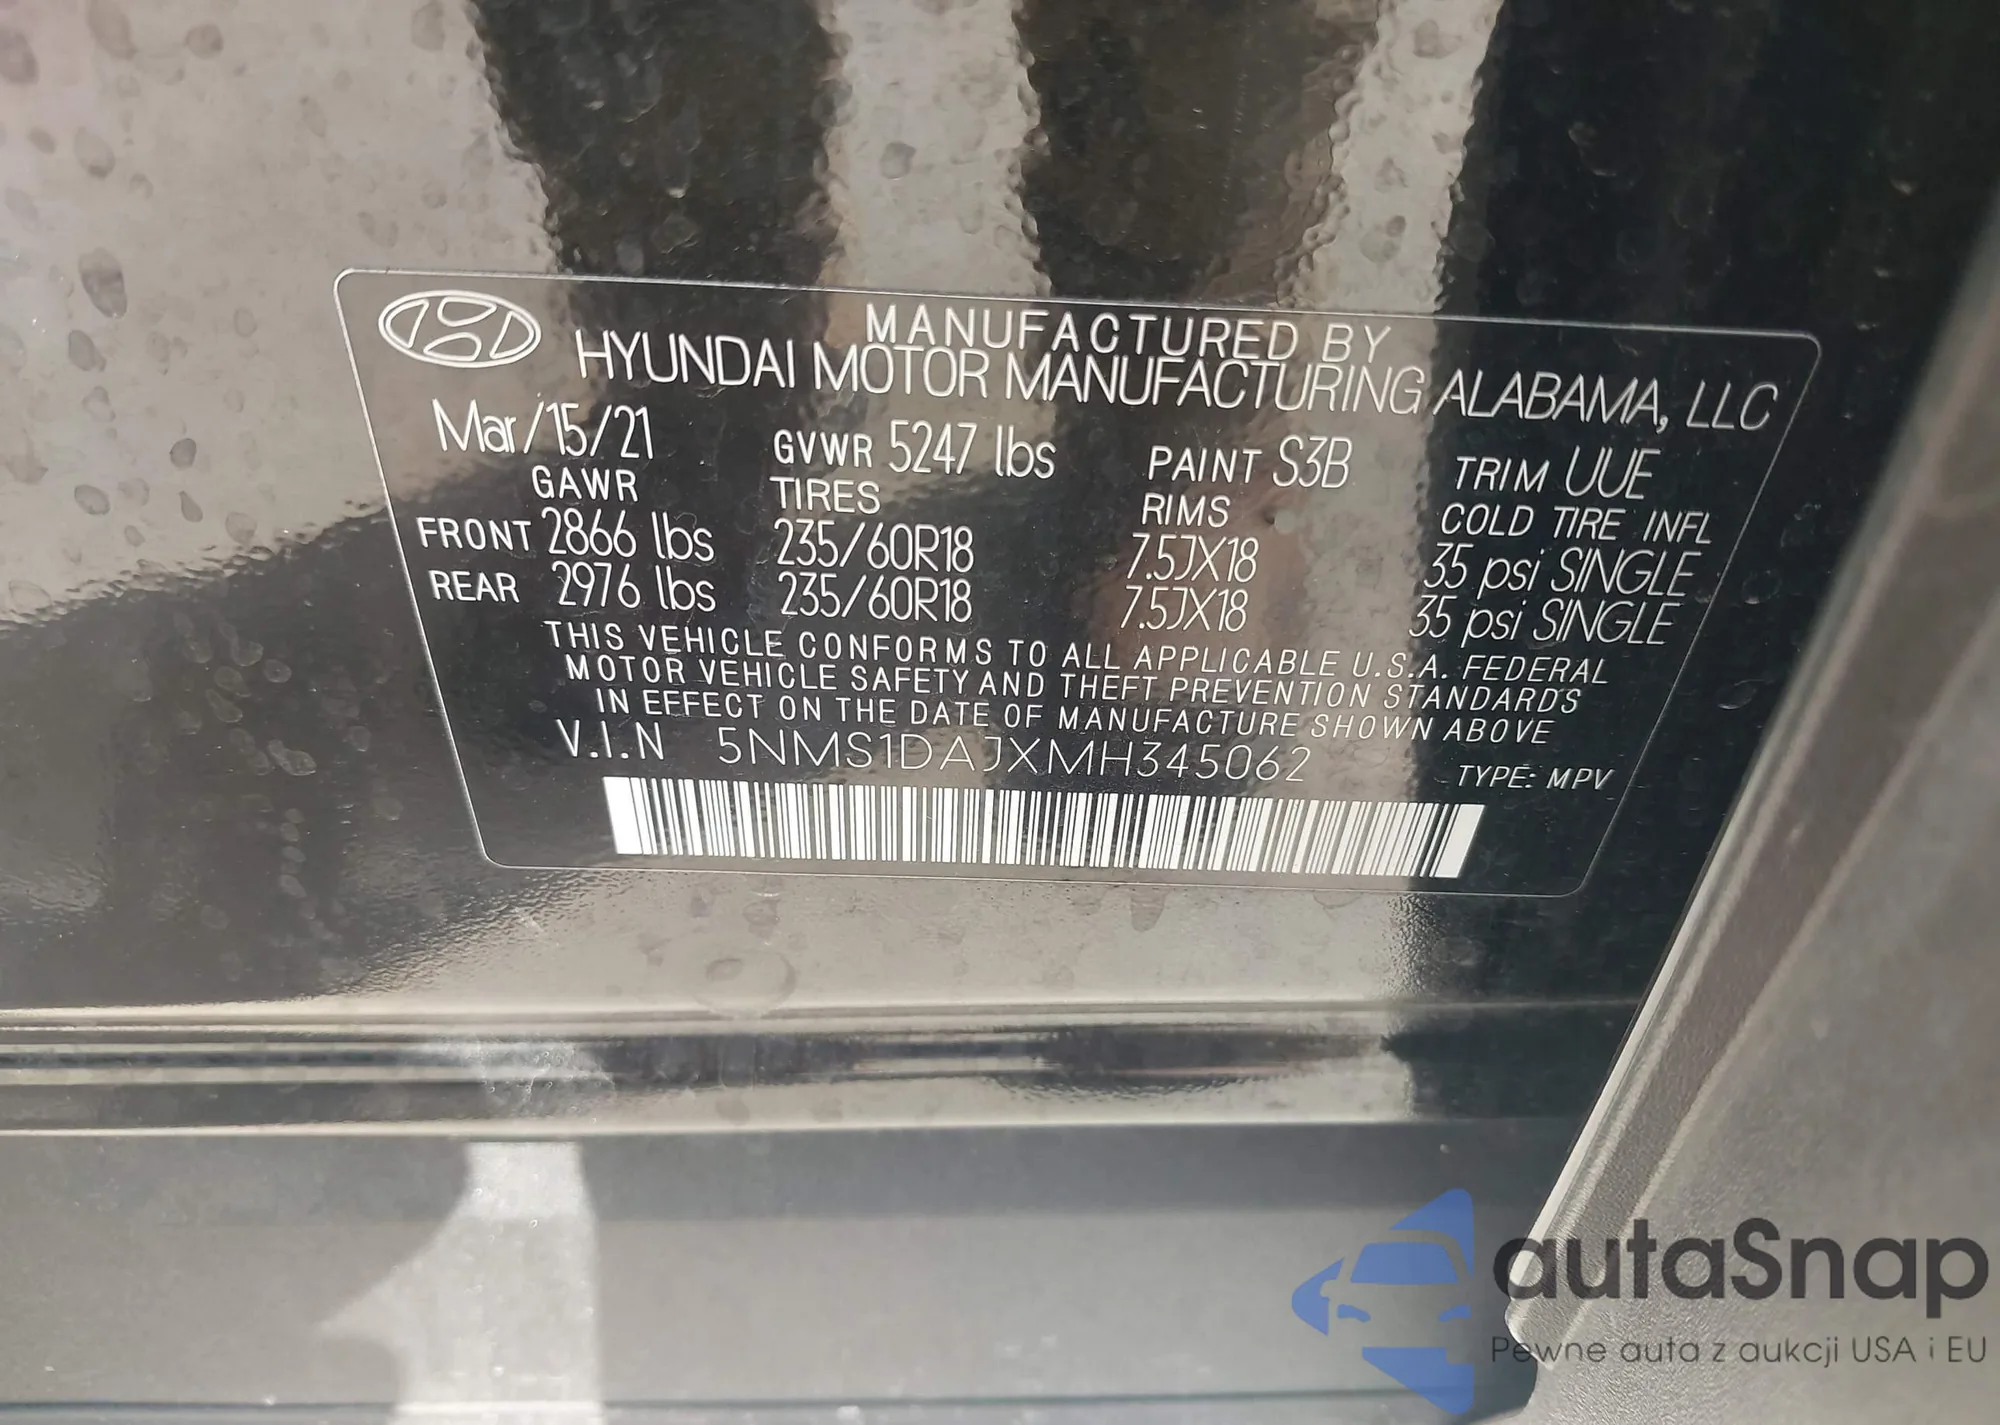 MANUFACTURED BY
HYUNDAI MOTOR MANUFACTURING ALABAMA, LLC
Mar/15/21 GVWR 5247 lbs PAINT S3B TRIM UUE
GAWR TIRES RIMS COLD TIRE INFL
FRONT 2866 lbs 235/60R18 7.5JX18 35 psi SINGLE
REAR 2976 lbs 235/60R18 7.5JX18 35 psi SINGLE
THIS VEHICLE CONFORMS TO ALL APPLICABLE U.S.A. FEDERAL
MOTOR VEHICLE SAFETY AND THEFT PREVENTION STANDARDS
IN EFFECT ON THE DATE OF MANUFACTURE SHOWN ABOVE
V.I.N 5NMS1DAJXMH345062 TYPE: MPV
autaSnap
Pewne auta z aukcji USA i EU